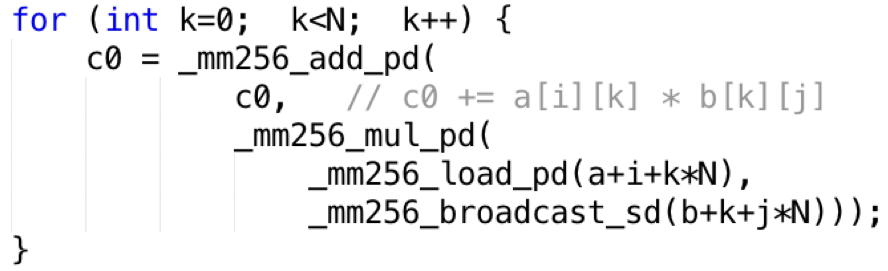 for (int k=0;  k<N;  k++) {
    c0 = _mm256_add_pd(
            c0,   // c0 += a[i][k] * b[k][j]
            _mm256_mul_pd(
                _mm256_load_pd(a+i+k*N),
                _mm256_broadcast_sd(b+k+j*N)));
}